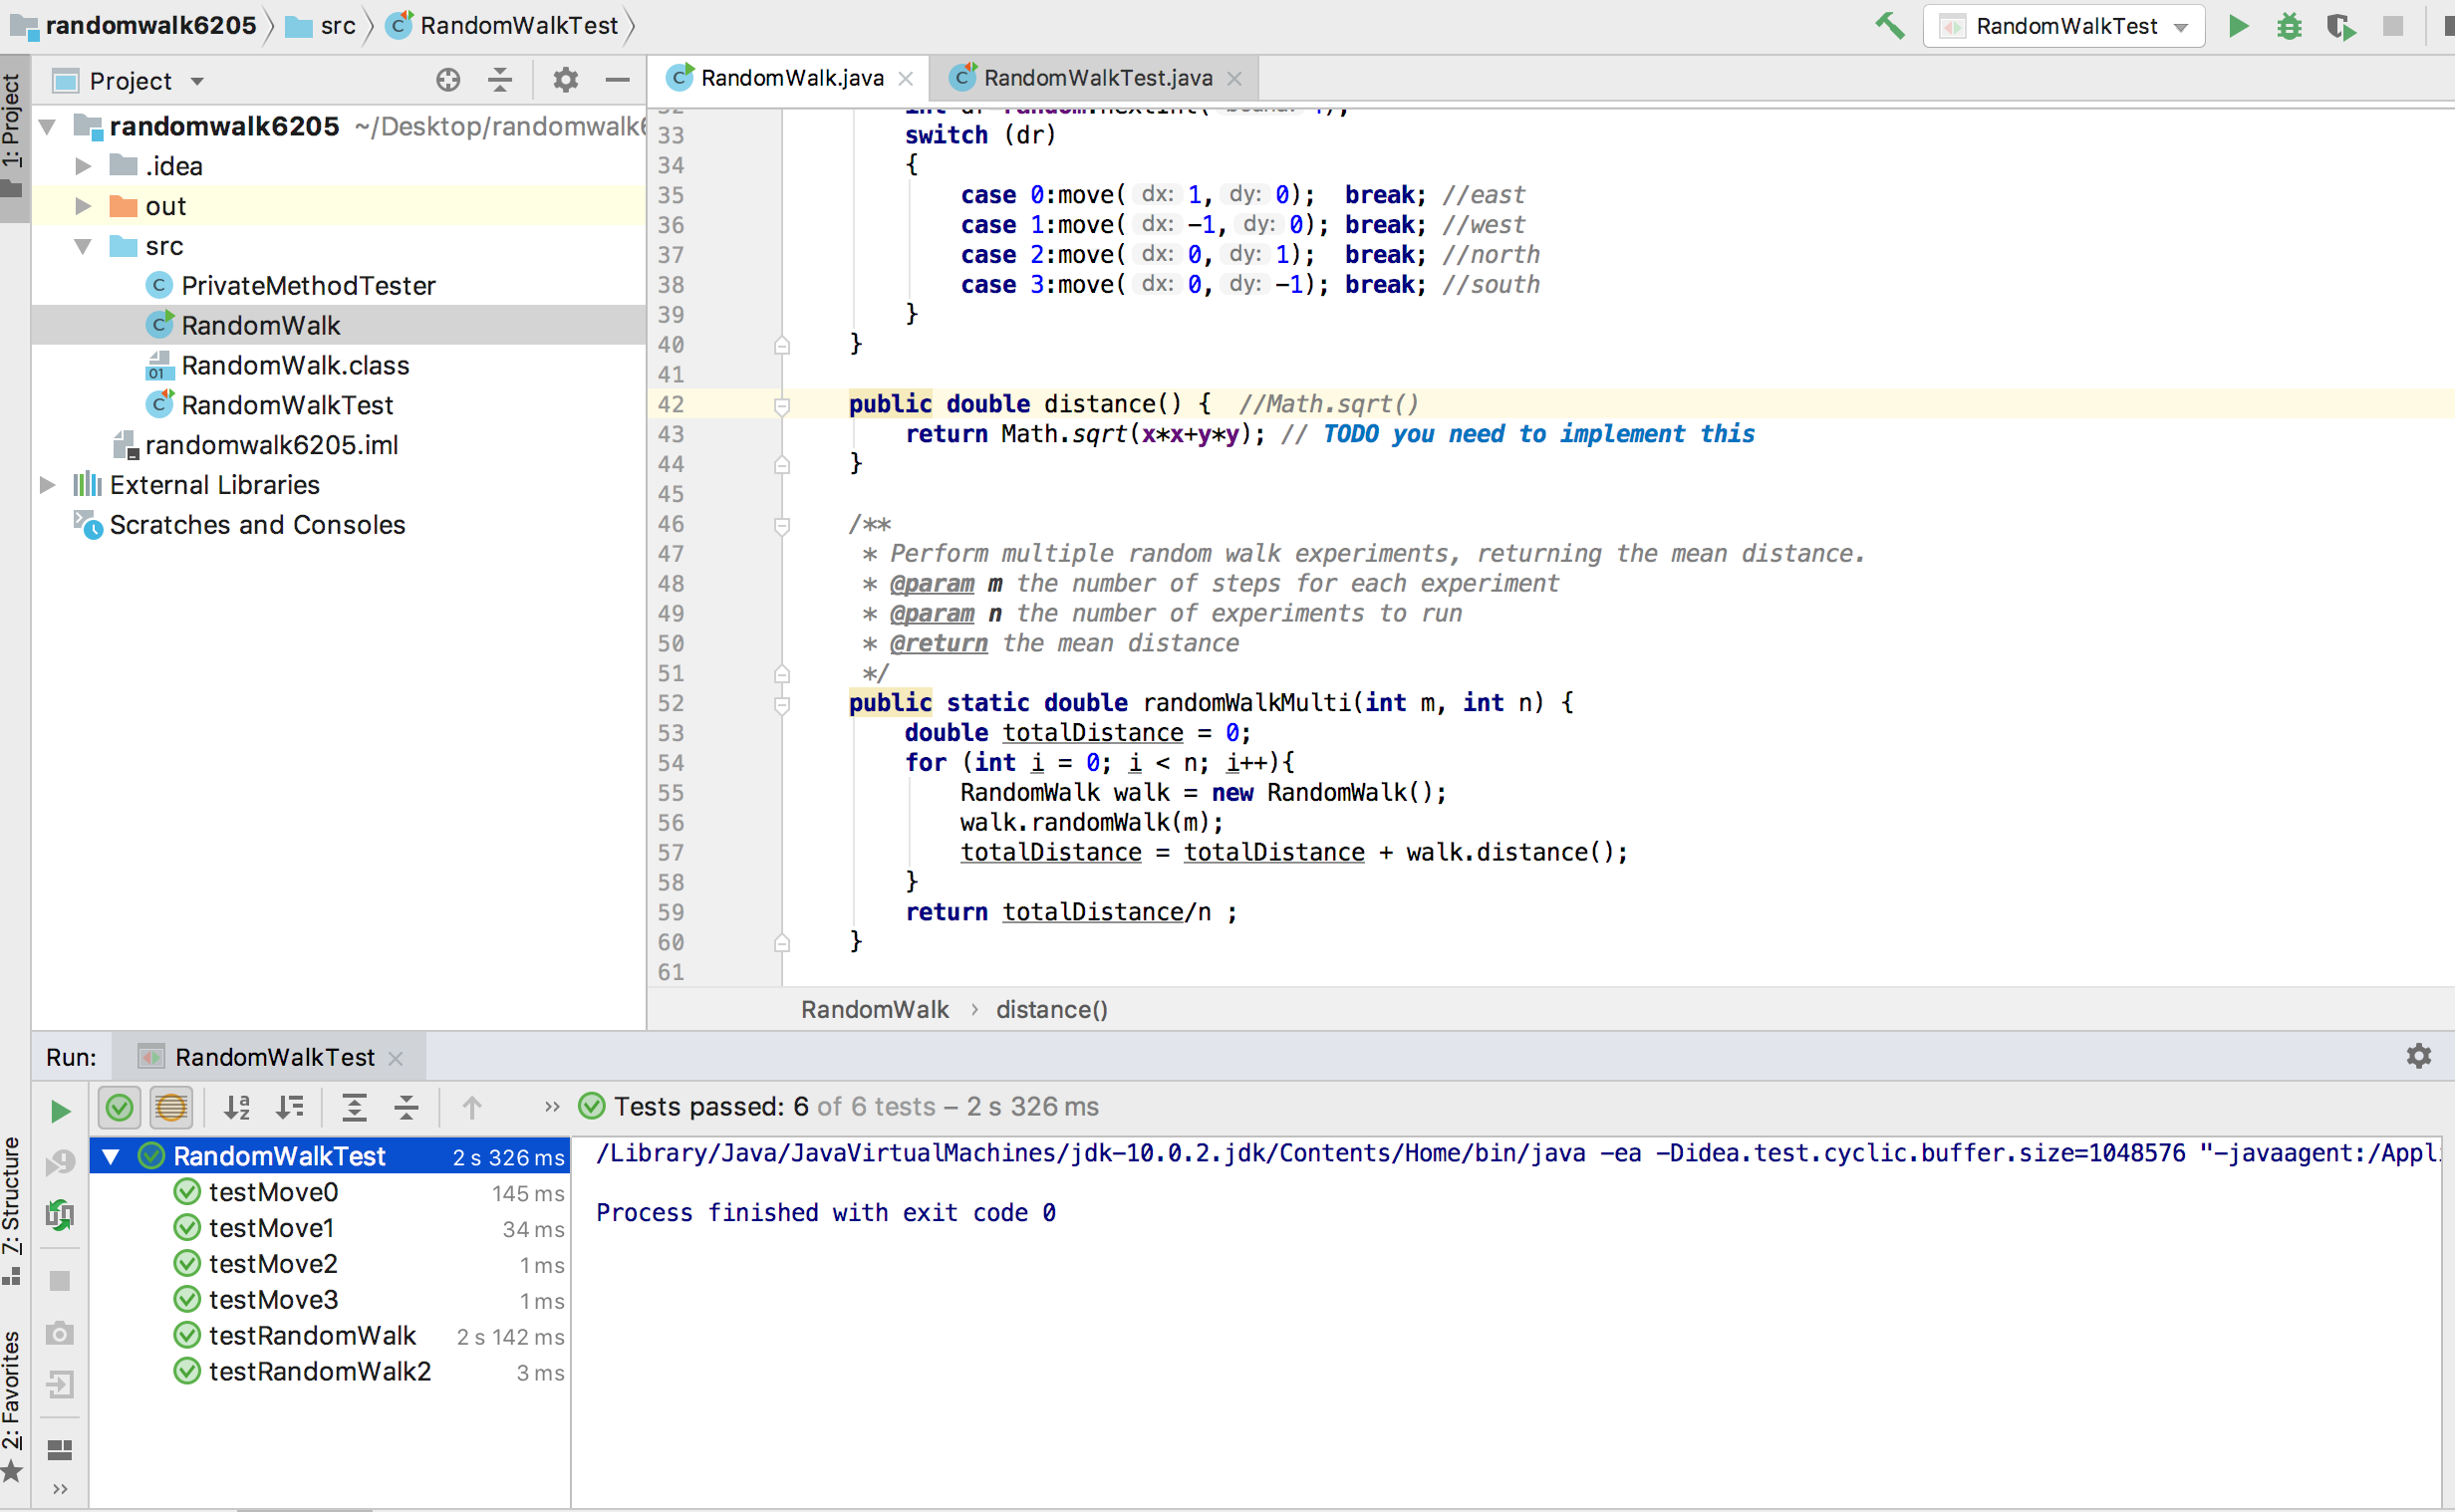 randomwalk6205 src RandomWalkTest
RandomWalkTest
1: Project
Project
randomwalk6205 ~/Desktop/randomwalk6
.idea
out
src
PrivateMethodTester
RandomWalk
RandomWalk.class
RandomWalkTest
randomwalk6205.iml
External Libraries
Scratches and Consoles
RandomWalk.java RandomWalkTest.java
33 switch (dr)
34 {
35 case 0:move( dx: 1, dy: 0); break; //east
36 case 1:move( dx: -1, dy: 0); break; //west
37 case 2:move( dx: 0, dy: 1); break; //north
38 case 3:move( dx: 0, dy: -1); break; //south
39 }
40 }
41
42 public double distance() { //Math.sqrt()
43 return Math.sqrt(x*x+y*y); // TODO you need to implement this
44 }
45
46 /**
47 * Perform multiple random walk experiments, returning the mean distance.
48 * @param m the number of steps for each experiment
49 * @param n the number of experiments to run
50 * @return the mean distance
51 */
52 public static double randomWalkMulti(int m, int n) {
53 double totalDistance = 0;
54 for (int i = 0; i < n; i++){
55 RandomWalk walk = new RandomWalk();
56 walk.randomWalk(m);
57 totalDistance = totalDistance + walk.distance();
58 }
59 return totalDistance/n ;
60 }
61
RandomWalk › distance()
Run: RandomWalkTest
» Tests passed: 6 of 6 tests – 2 s 326 ms
RandomWalkTest 2 s 326 ms
testMove0 145 ms
testMove1 34 ms
testMove2 1 ms
testMove3 1 ms
testRandomWalk 2 s 142 ms
testRandomWalk2 3 ms
/Library/Java/JavaVirtualMachines/jdk-10.0.2.jdk/Contents/Home/bin/java -ea -Didea.test.cyclic.buffer.size=1048576 "-javaagent:/Appl
Process finished with exit code 0
7: Structure
2: Favorites
»